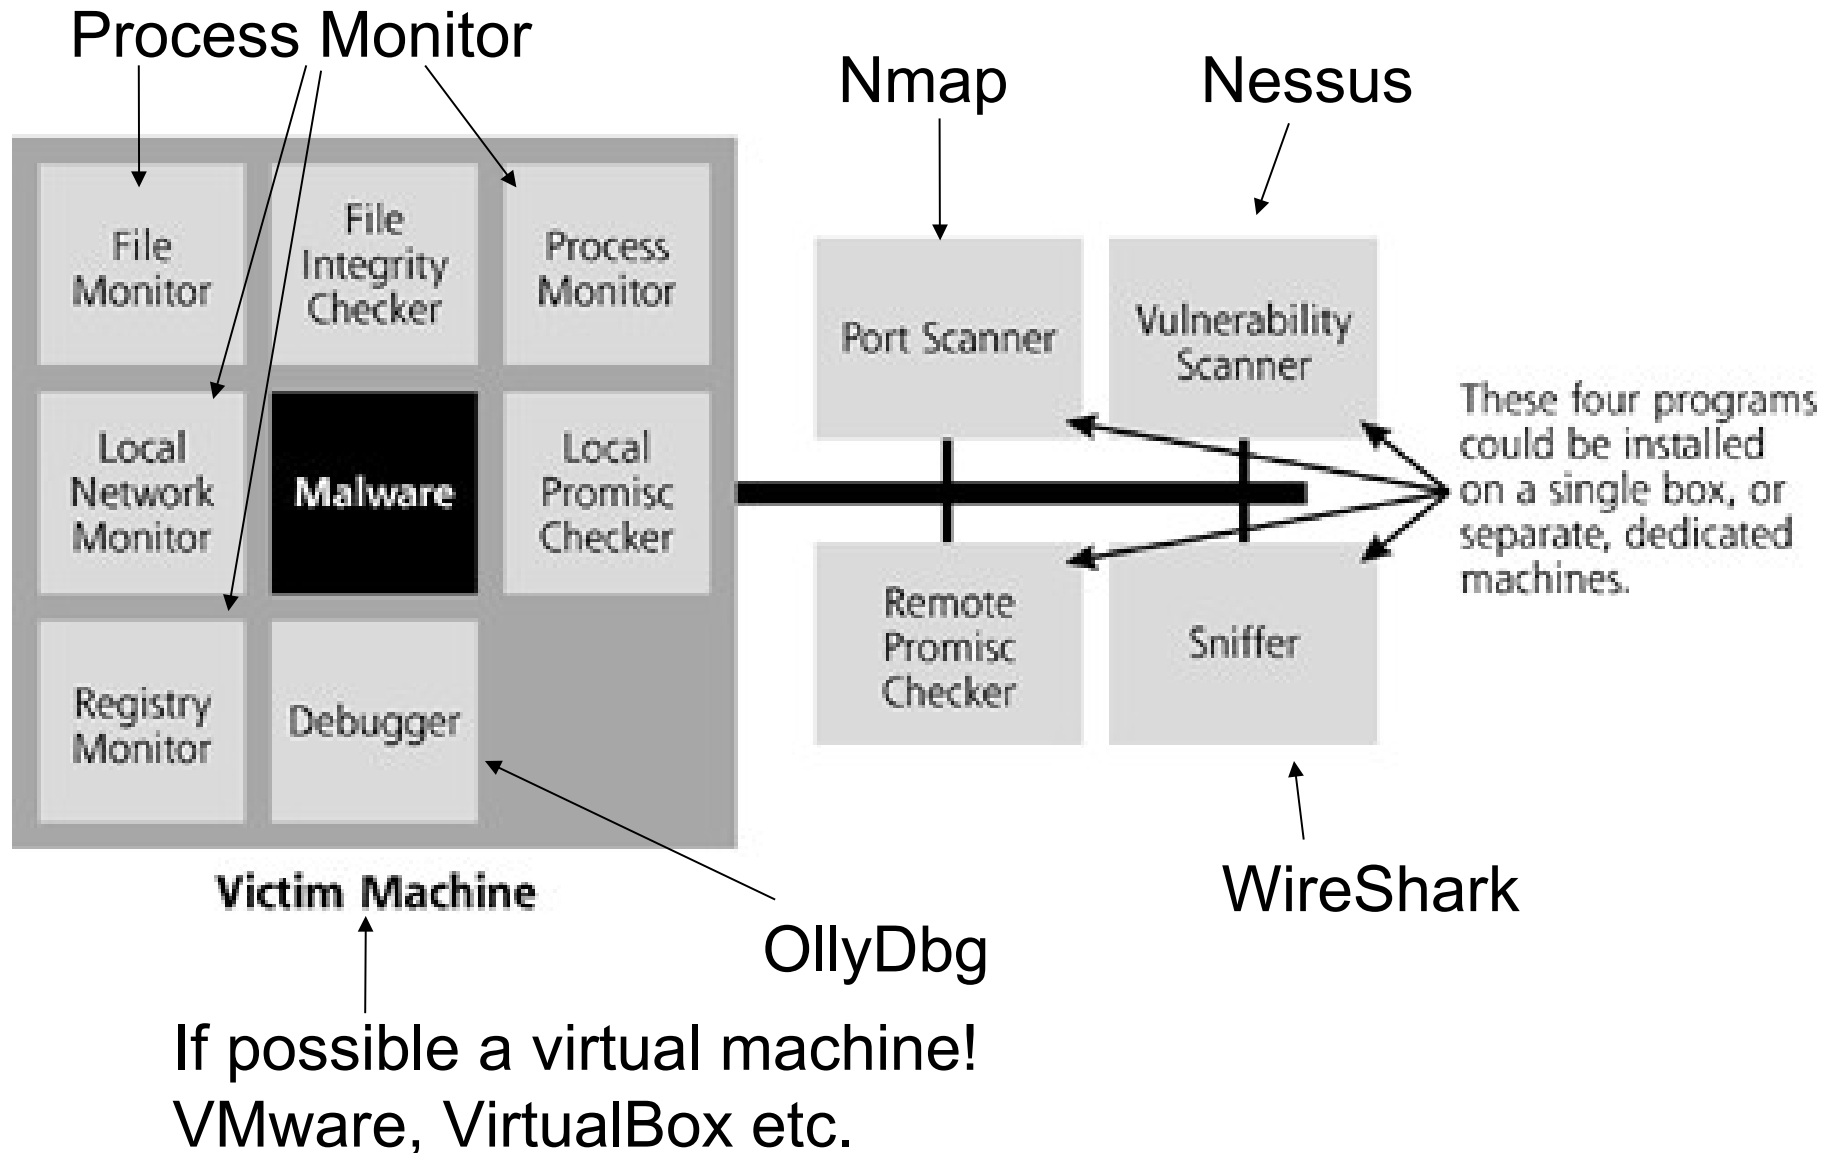 Process Monitor
Nmap
Nessus
File
Monitor
File
Integrity
Checker
Process
Monitor
Local
Network
Monitor
Malware
Local
Promisc
Checker
Registry
Monitor
Debugger
Port Scanner
Vulnerability
Scanner
Remote
Promisc
Checker
Sniffer
These four programs
could be installed
on a single box, or
separate, dedicated
machines.
Victim Machine
WireShark
OllyDbg
If possible a virtual machine!
VMware, VirtualBox etc.